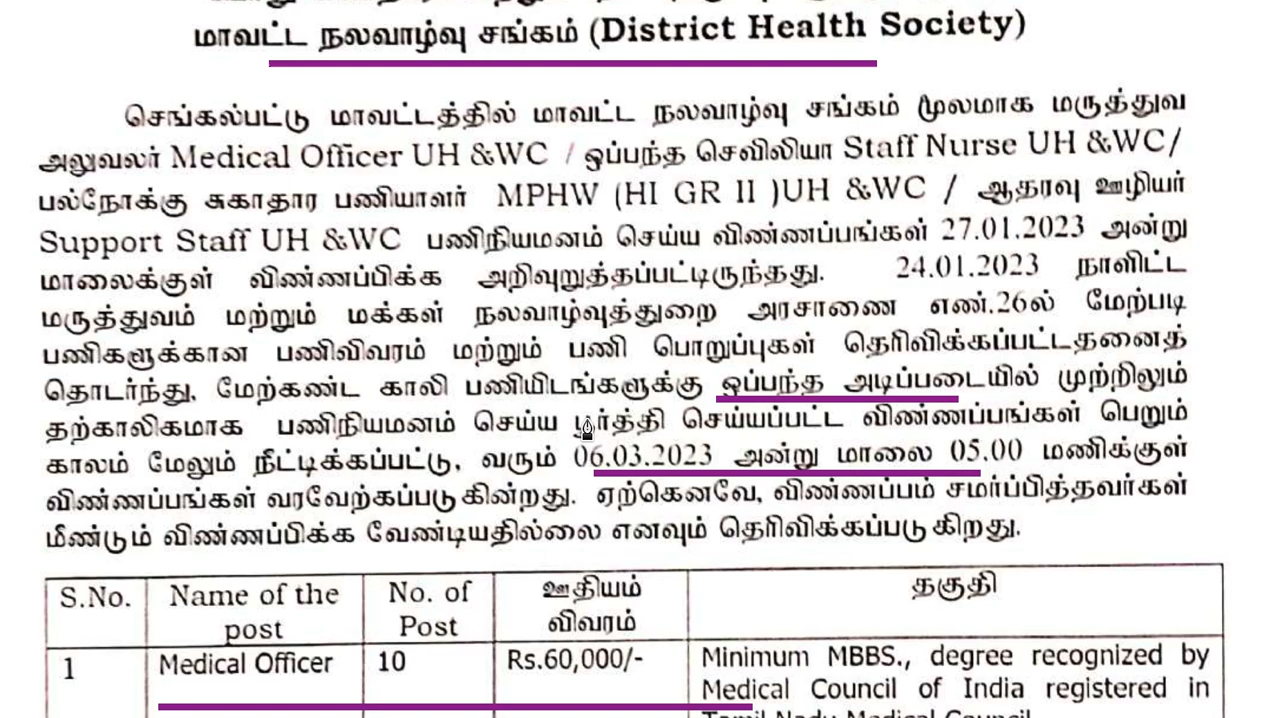 மாவட்ட நலவாழ்வு சங்கம் (District Health Society)
செங்கல்பட்டு மாவட்டத்தில் மாவட்ட நலவாழ்வு சங்கம் மூலமாக மருத்துவ
அலுவலர் Medical Officer UH &WC / ஒப்பந்த செவிலியா Staff Nurse UH &WC/
பல்நோக்கு சுகாதார பணியாளர் MPHW (HI GR II )UH &WC / ஆதரவு ஊழியர்
Support Staff UH &WC பணிநியமனம் செய்ய விண்ணப்பங்கள் 27.01.2023 அன்று
மாலைக்குள் விண்ணப்பிக்க அறிவுறுத்தப்பட்டிருந்தது. 24.01.2023 நாளிட்ட
மருத்துவம் மற்றும் மக்கள் நலவாழ்வுத்துறை அரசாணை எண்.26ல் மேற்படி
பணிகளுக்கான பணிவிவரம் மற்றும் பணி பொறுப்புகள் தெரிவிக்கப்பட்டதனைத்
தொடர்ந்து, மேற்கண்ட காலி பணியிடங்களுக்கு ஒப்பந்த அடிப்படையில் முற்றிலும்
தற்காலிகமாக பணிநியமனம் செய்ய பூர்த்தி செய்யப்பட்ட விண்ணப்பங்கள் பெறும்
காலம் மேலும் நீட்டிக்கப்பட்டு, வரும் 06.03.2023 அன்று மாலை 05.00 மணிக்குள்
விண்ணப்பங்கள் வரவேற்கப்படுகின்றது. ஏற்கெனவே, விண்ணப்பம் சமர்ப்பித்தவர்கள்
மீண்டும் விண்ணப்பிக்க வேண்டியதில்லை எனவும் தெரிவிக்கப்படுகிறது.
S.No. Name of the post No. of Post ஊதியம் விவரம் தகுதி
1 Medical Officer 10 Rs.60,000/- Minimum MBBS., degree recognized by
Medical Council of India registered in
Tamil Nadu Medical Council